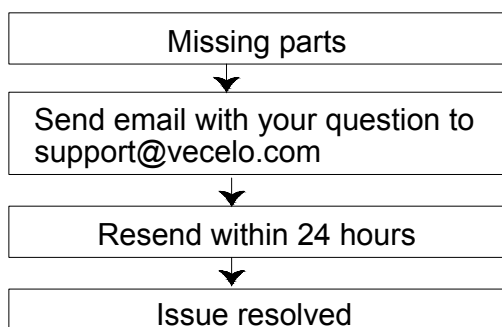 Missing parts
Send email with your question to
support@vecelo.com
Resend within 24 hours
Issue resolved